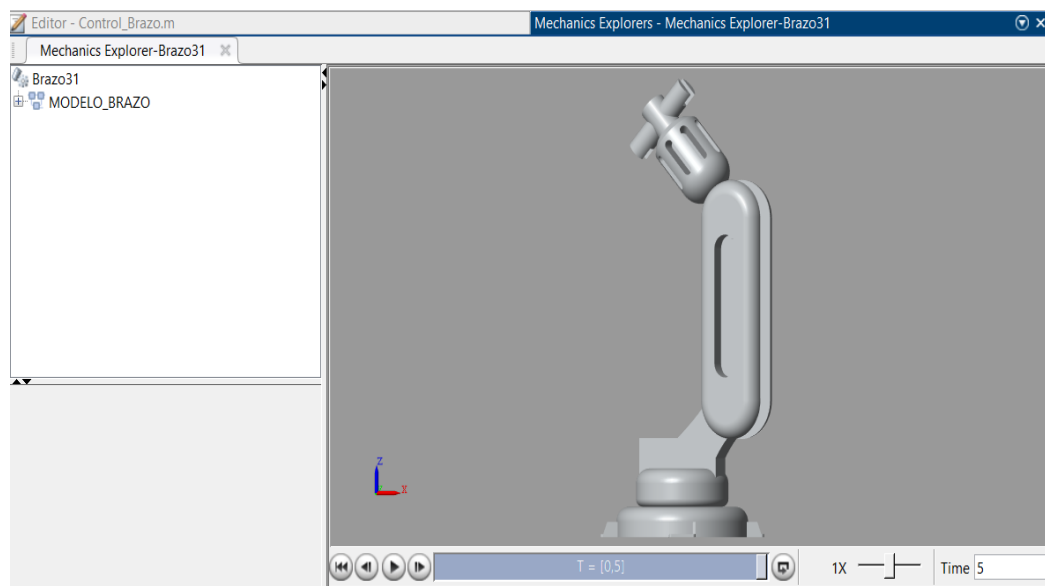 Editor - Control_Brazo.m
Mechanics Explorers - Mechanics Explorer-Brazo31
Mechanics Explorer-Brazo31
Brazo31
MODELO_BRAZO
Z
X
T = [0,5]
1X
Time 5